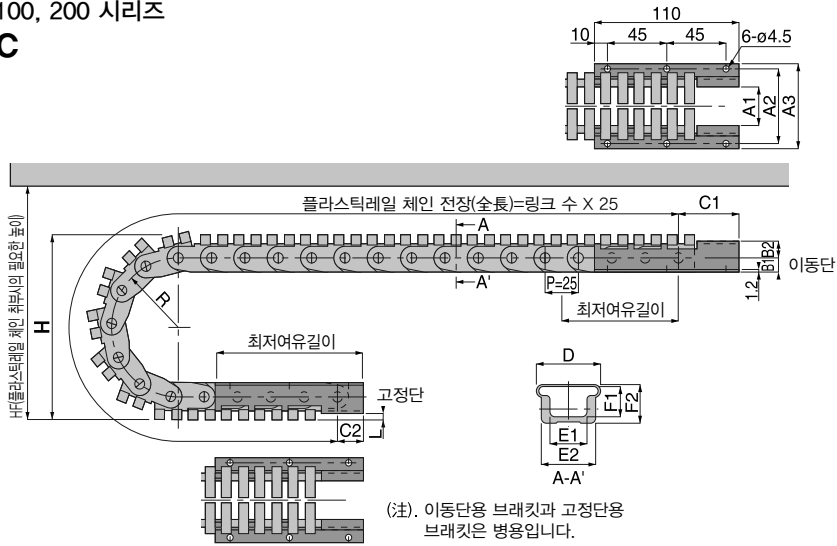 100, 200 시리즈
C
110
10 45 45 6-ø4.5
A1 A2 A3
플라스틱레일 체인 전장(全長)=링크 수 X 25
C1
A
A'
B1 B2
이동단
1.2
P=25
최저여유길이
HF(플라스틱레일 체인 취부시의 필요한 높이)
H
R
최저여유길이
고정단
C2
L
D
F1 F2
E1
E2
A-A'
(注). 이동단용 브래킷과 고정단용
브래킷은 병용입니다.